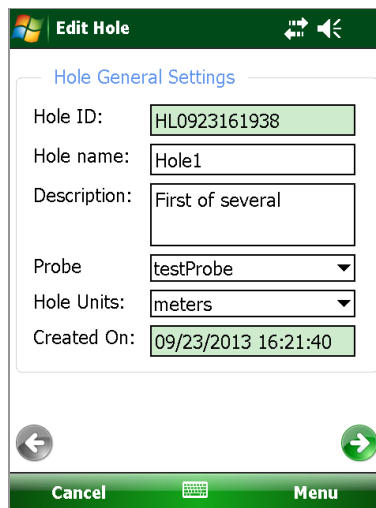 Edit Hole
Hole General Settings
Hole ID: HL0923161938
Hole name: Hole1
Description: First of several
Probe testProbe
Hole Units: meters
Created On: 09/23/2013 16:21:40
Cancel Menu